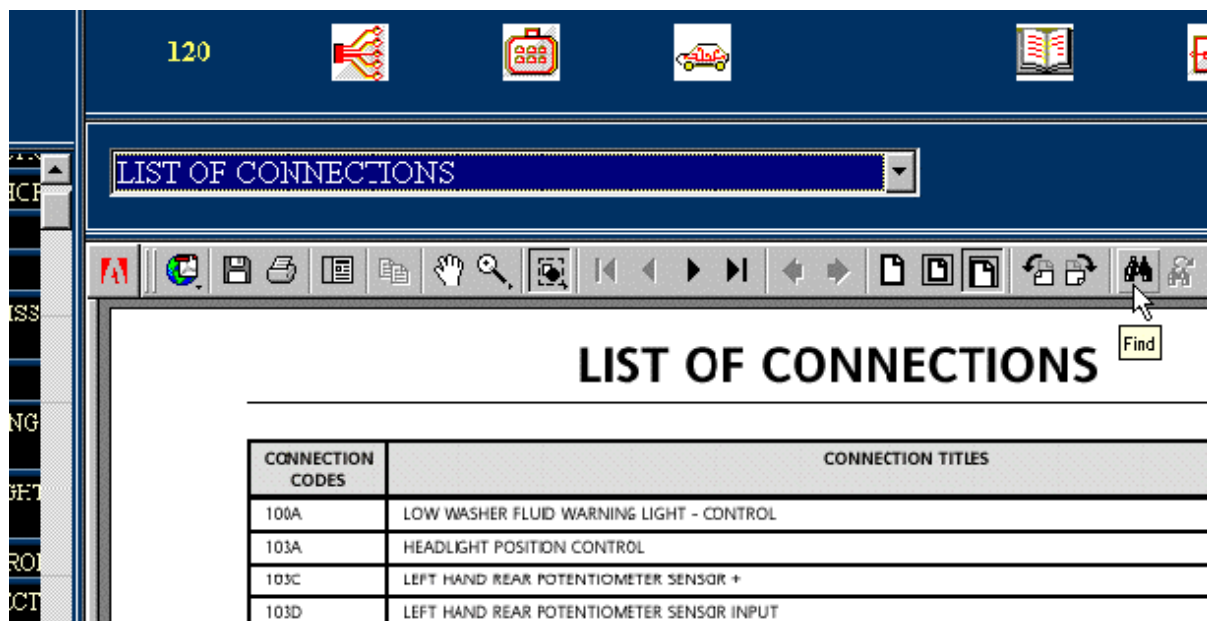 120
LIST OF CONNECTIONS
Find
LIST OF CONNECTIONS
CONNECTION CODES
CONNECTION TITLES
100A LOW WASHER FLUID WARNING LIGHT - CONTROL
103A HEADLIGHT POSITION CONTROL
103C LEFT HAND REAR POTENTIOMETER SENSOR +
103D LEFT HAND REAR POTENTIOMETER SENSOR INPUT